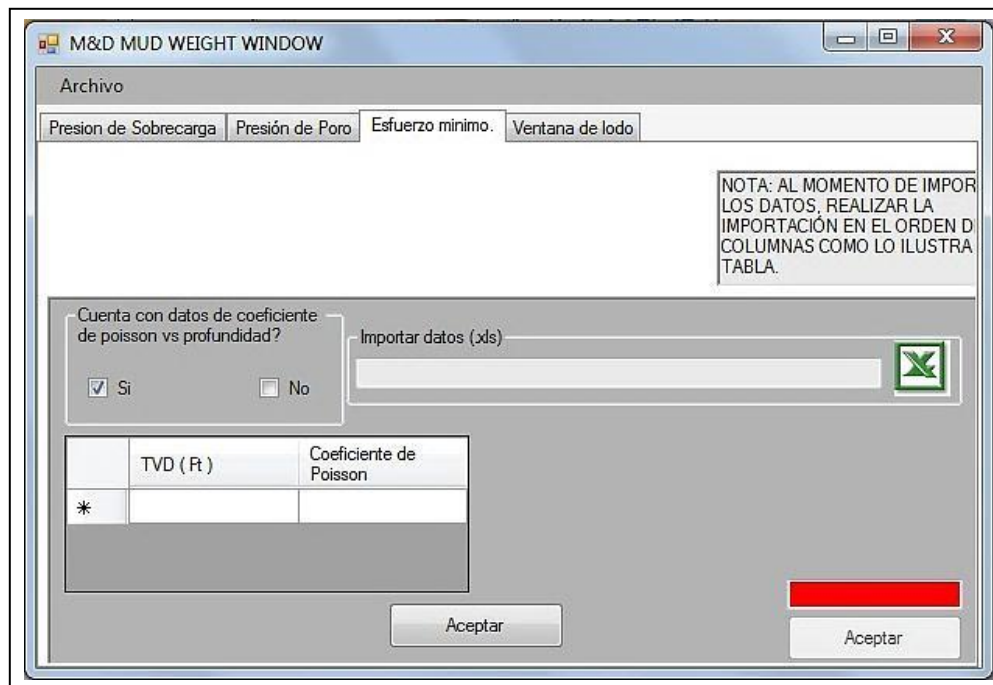 M&D MUD WEIGHT WINDOW
Archivo
Presion de Sobrecarga
Presión de Poro
Esfuerzo minimo.
Ventana de lodo
NOTA: AL MOMENTO DE IMPOR
LOS DATOS, REALIZAR LA
IMPORTACIÓN EN EL ORDEN D
COLUMNAS COMO LO ILUSTRA
TABLA.
Cuenta con datos de coeficiente
de poisson vs profundidad?
Si
No
Importar datos (.xls)
TVD ( Ft )
Coeficiente de
Poisson
Aceptar
Aceptar